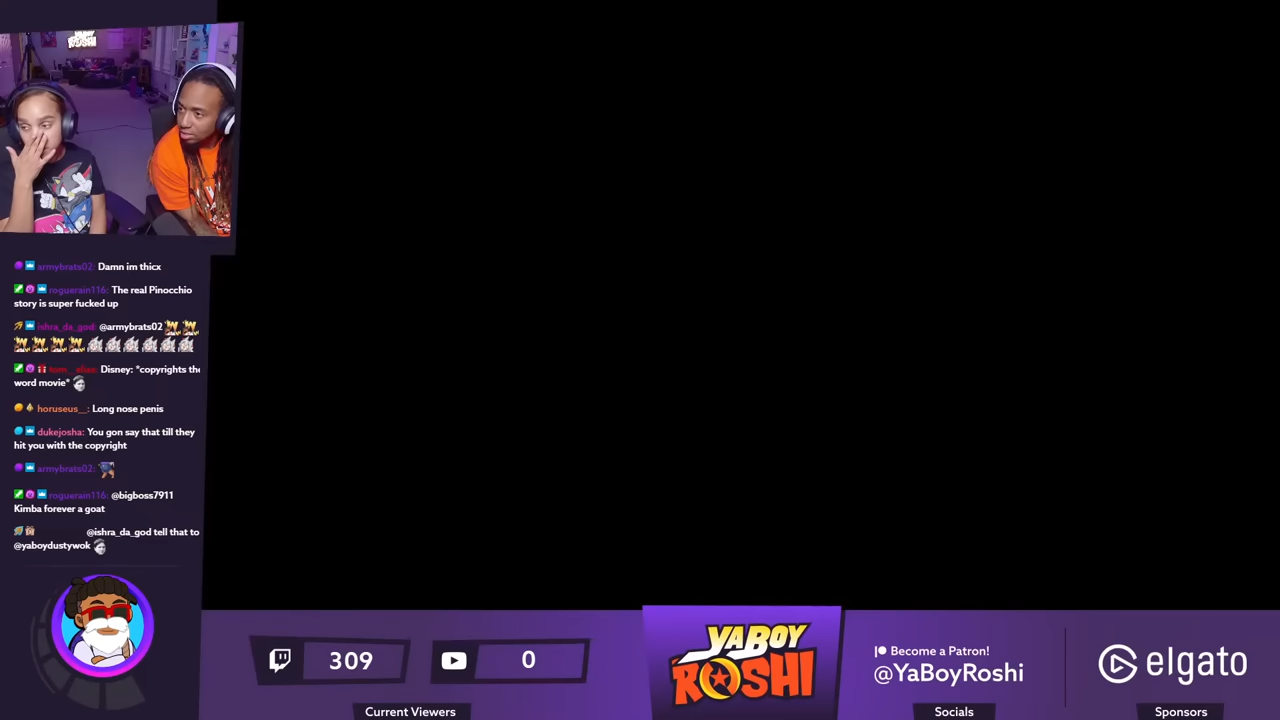 YABOY
ROSHI
armybrats02: Damn im thicx
roguerain116: The real Pinocchio
story is super fucked up
ishra_da_god: @armybrats02
tom__elias: Disney: *copyrights the
word movie*
horuseus__: Long nose penis
dukejosha: You gon say that till they
hit you with the copyright
armybrats02:
roguerain116: @bigboss7911
Kimba forever a goat
@ishra_da_god tell that to
@yaboydustywok
309
0
Current Viewers
YABOY
ROSHI
Become a Patron!
@YaBoyRoshi
Socials
elgato
Sponsors